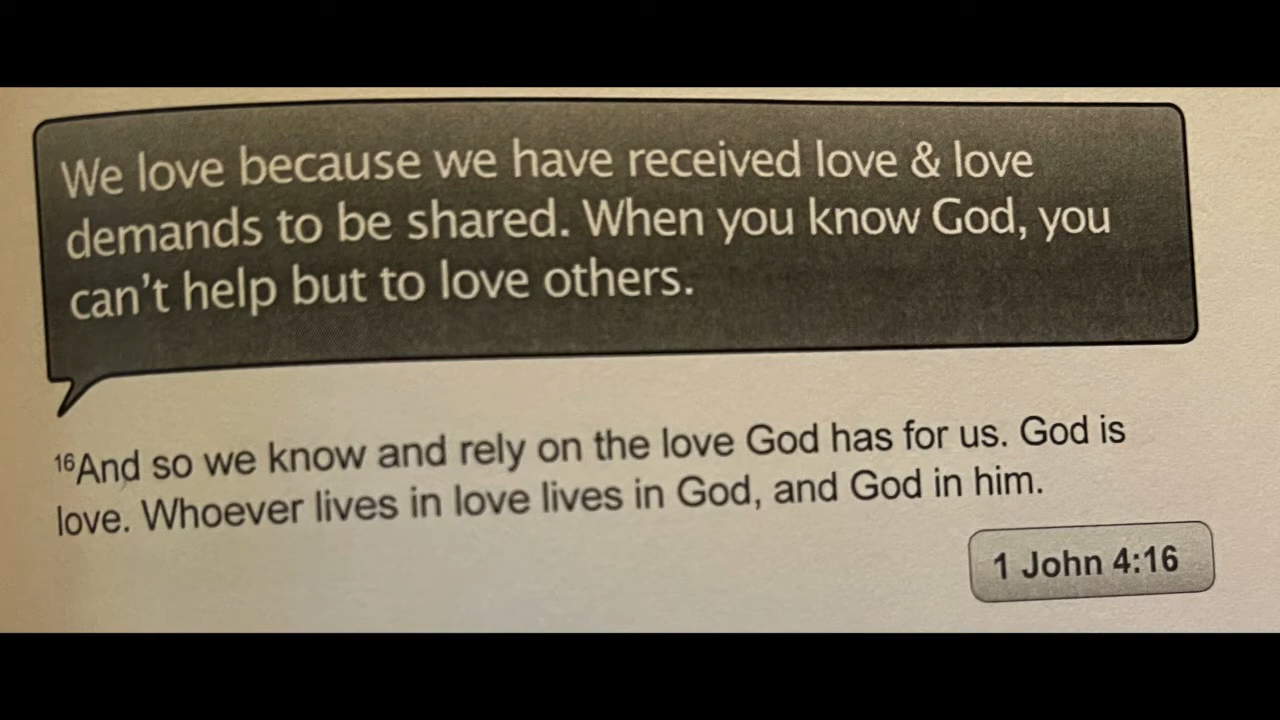 We love because we have received love & love
demands to be shared. When you know God, you
can't help but to love others.
16And so we know and rely on the love God has for us. God is
love. Whoever lives in love lives in God, and God in him.
1 John 4:16